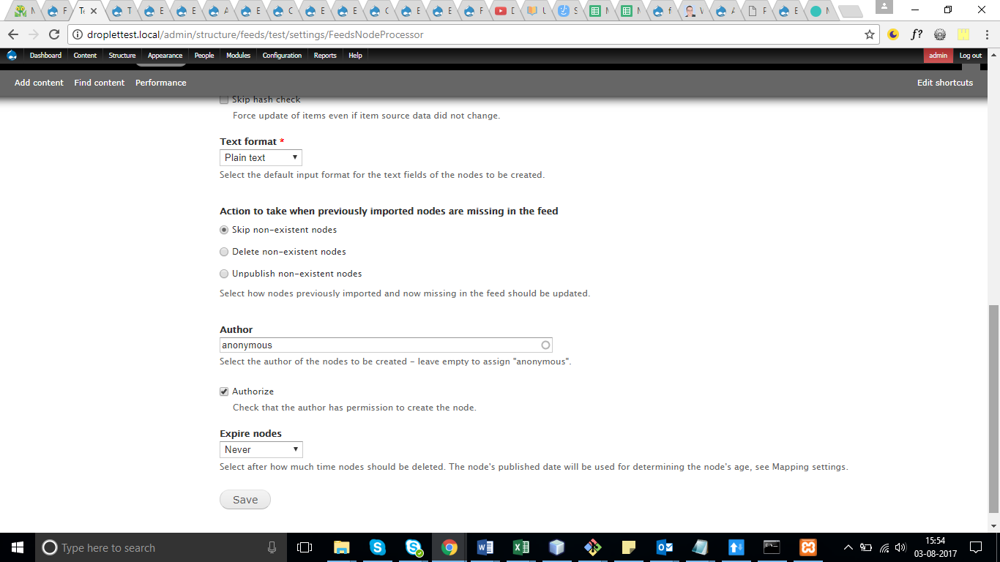 droplettest.local/admin/structure/feeds/test/settings/FeedsNodeProcessor
f?
Dashboard Content Structure Appearance People Modules Configuration Reports Help admin Log out
Add content Find content Performance Edit shortcuts
Skip hash check
Force update of items even if item source data did not change.
Text format *
Plain text
Select the default input format for the text fields of the nodes to be created.
Action to take when previously imported nodes are missing in the feed
Skip non-existent nodes
Delete non-existent nodes
Unpublish non-existent nodes
Select how nodes previously imported and now missing in the feed should be updated.
Author
anonymous
Select the author of the nodes to be created - leave empty to assign "anonymous".
Authorize
Check that the author has permission to create the node.
Expire nodes
Never
Select after how much time nodes should be deleted. The node's published date will be used for determining the node's age, see Mapping settings.
Save
Type here to search
15:54
03-08-2017